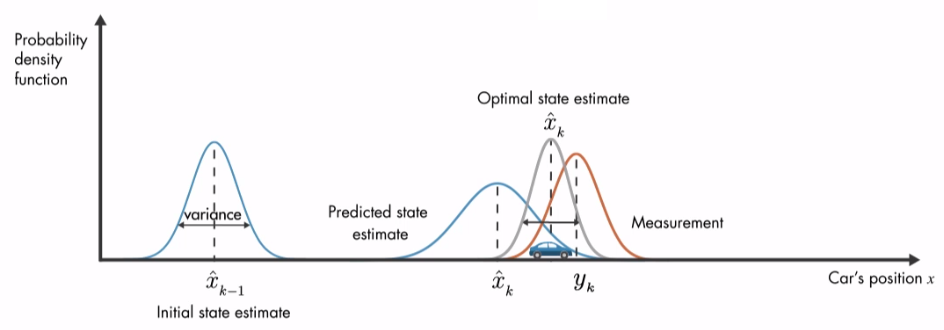 Probability
density
function
Optimal state estimate
x̂ₖ
variance
Predicted state
estimate
Measurement
x̂ₖ₋₁
x̂ₖ
yₖ
Car's position x
Initial state estimate